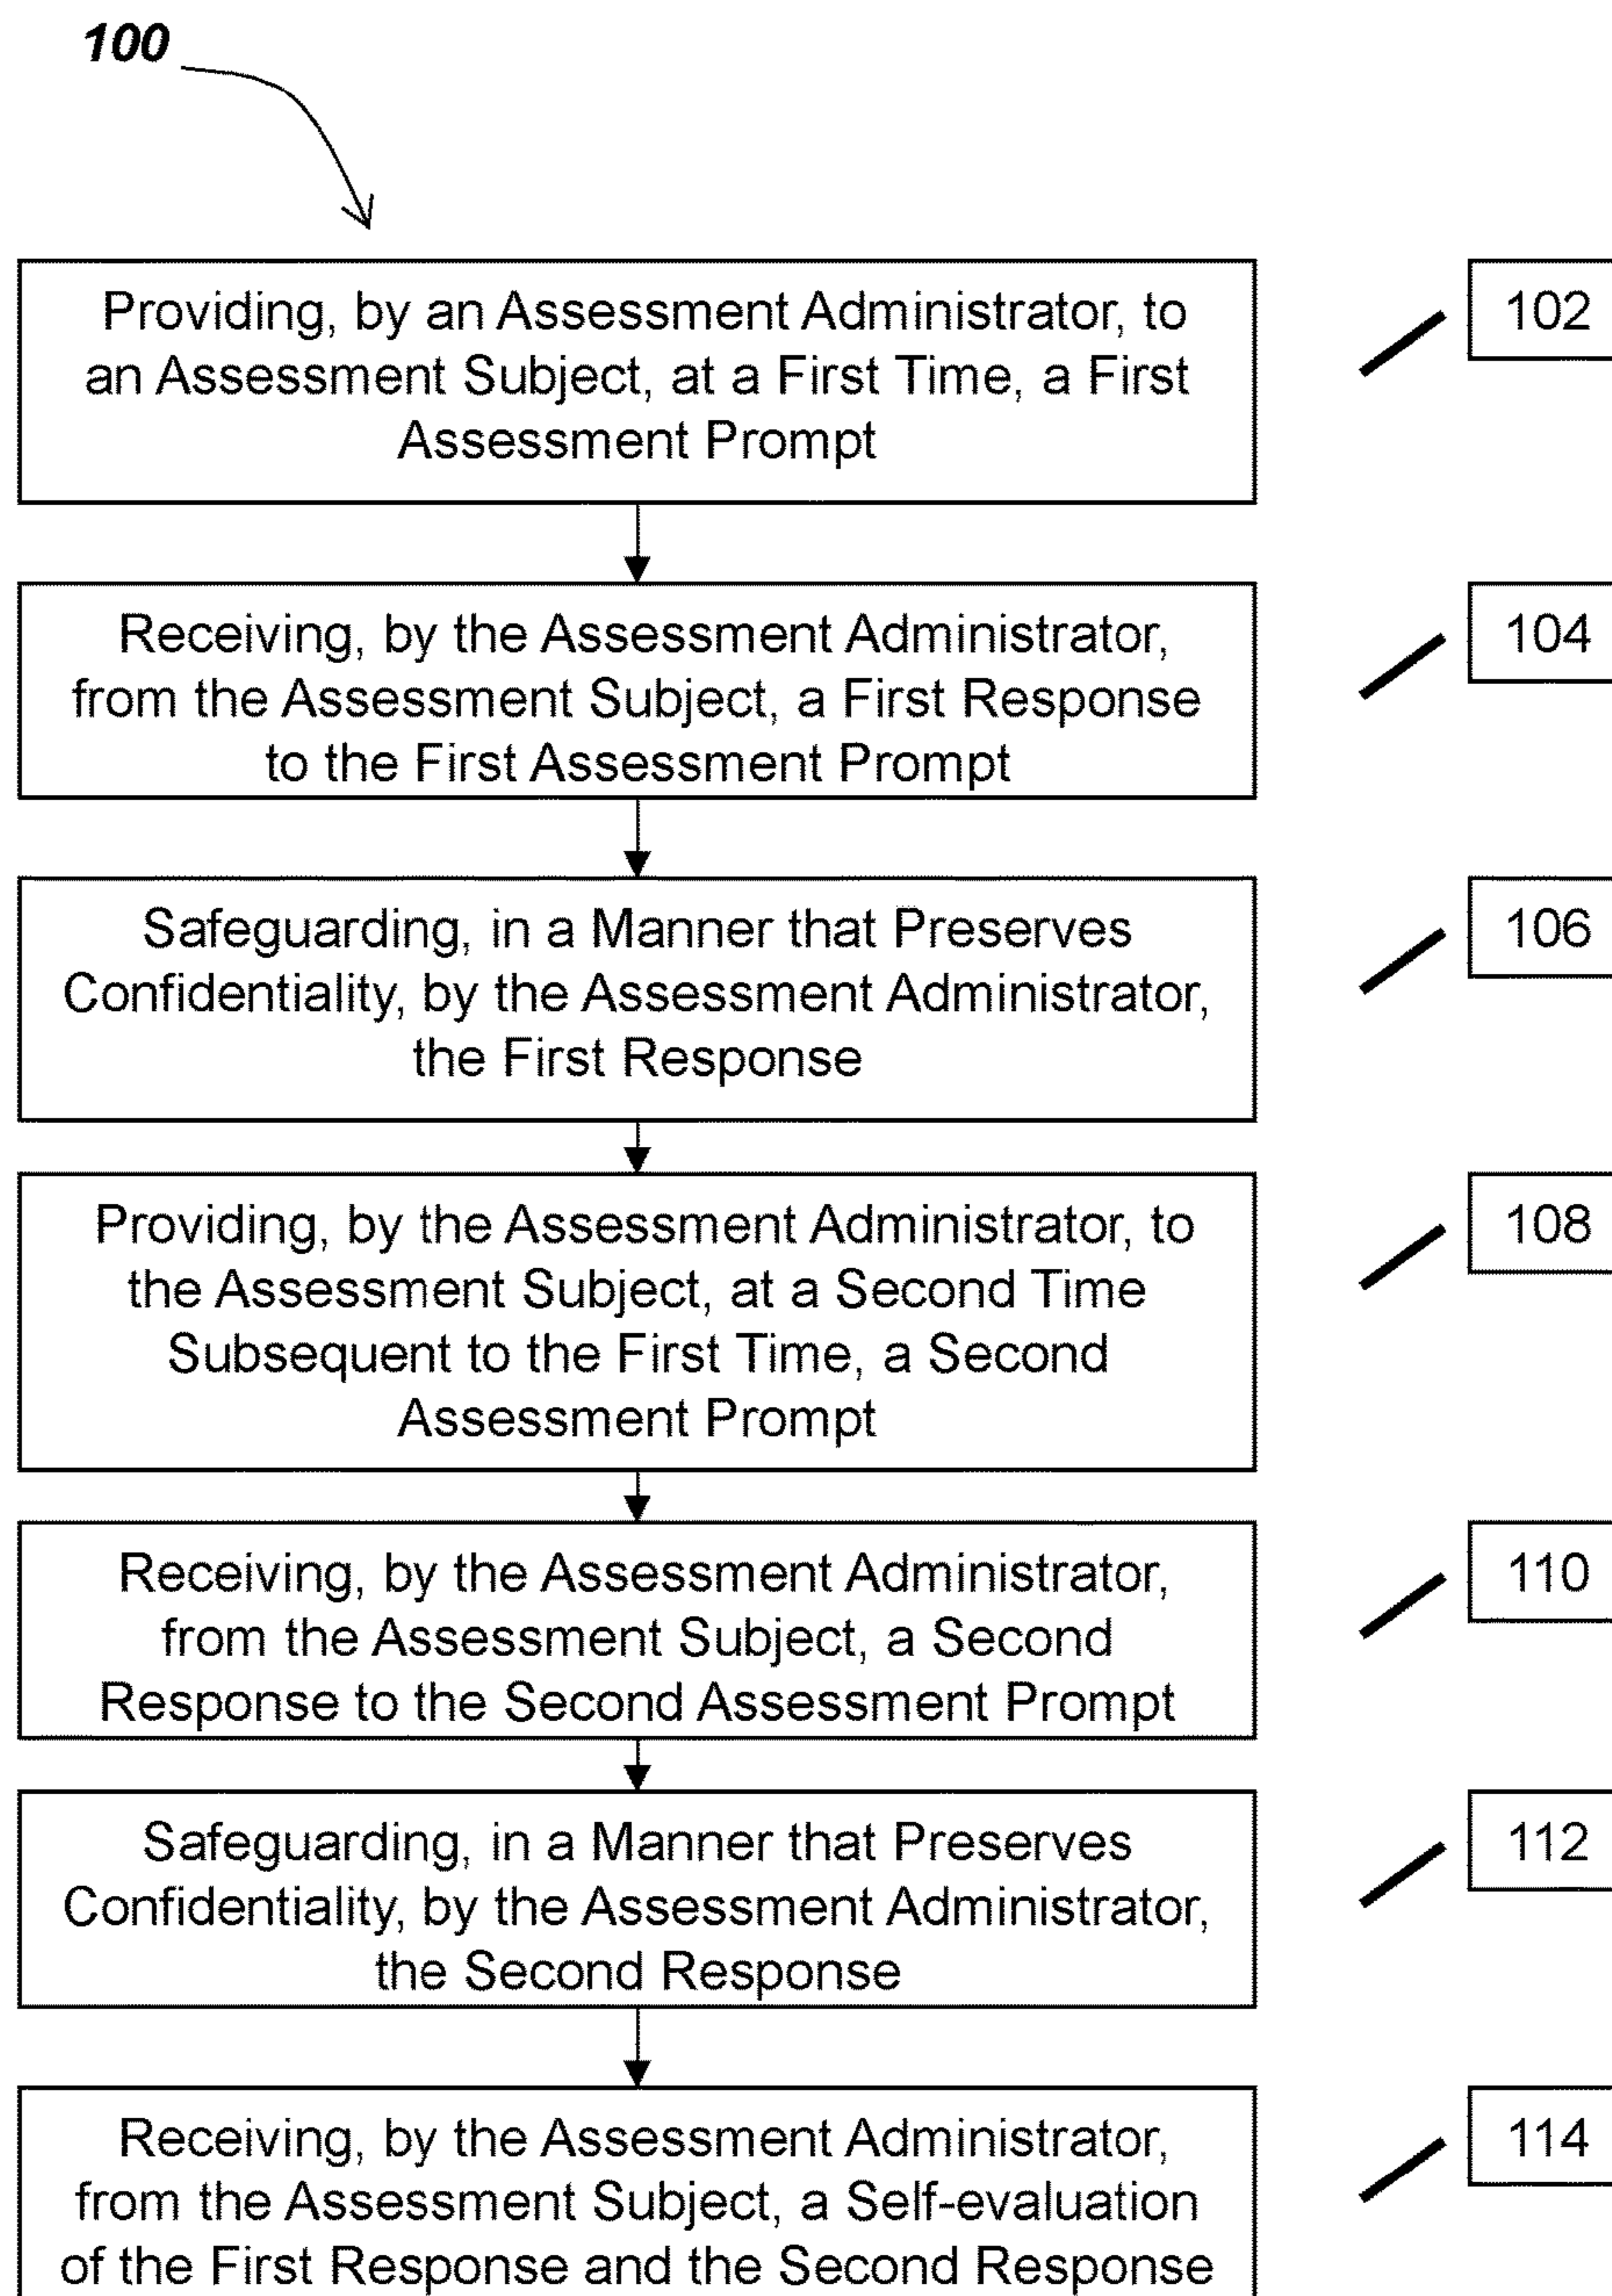 100
Providing, by an Assessment Administrator, to
an Assessment Subject, at a First Time, a First
Assessment Prompt
102
Receiving, by the Assessment Administrator,
from the Assessment Subject, a First Response
to the First Assessment Prompt
104
Safeguarding, in a Manner that Preserves
Confidentiality, by the Assessment Administrator,
the First Response
106
Providing, by the Assessment Administrator, to
the Assessment Subject, at a Second Time
Subsequent to the First Time, a Second
Assessment Prompt
108
Receiving, by the Assessment Administrator,
from the Assessment Subject, a Second
Response to the Second Assessment Prompt
110
Safeguarding, in a Manner that Preserves
Confidentiality, by the Assessment Administrator,
the Second Response
112
Receiving, by the Assessment Administrator,
from the Assessment Subject, a Self-evaluation
of the First Response and the Second Response
114